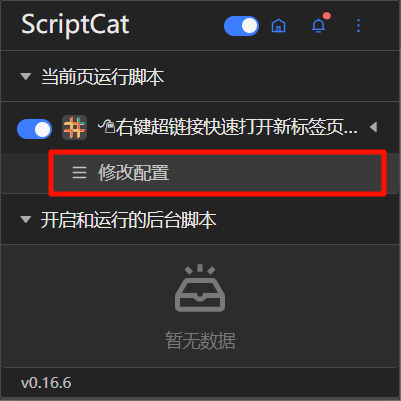 ScriptCat
当前页运行脚本
🖱右键超链接快速打开新标签页...
修改配置
开启和运行的后台脚本
暂无数据
v0.16.6